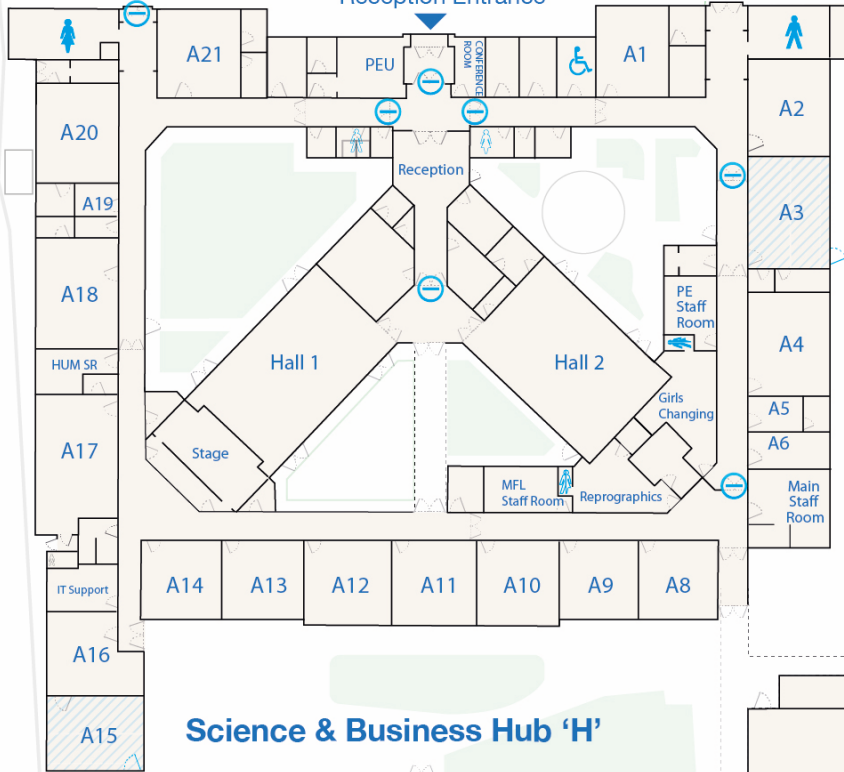 Reception Entrance
A21
PEU
CONFERENCE
ROOM
A1
A20
A2
Reception
A19
A3
A18
PE
Staff
Room
A4
HUM SR
Hall 1
Hall 2
Girls
Changing
A5
A17
A6
Stage
MFL
Staff Room
Reprographics
Main
Staff
Room
IT Support
A14
A13
A12
A11
A10
A9
A8
A16
A15
Science & Business Hub ‘H’